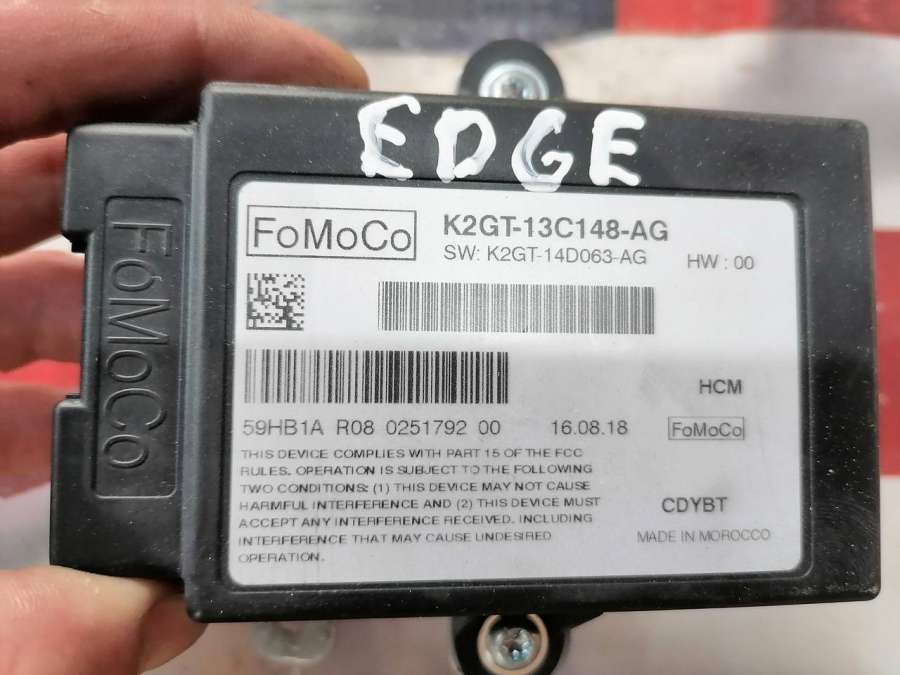 EDGE
FoMoCo
FoMoCo
K2GT-13C148-AG
SW: K2GT-14D063-AG
HW : 00
HCM
59HB1A R08 0251792 00
16.08.18
FoMoCo
THIS DEVICE COMPLIES WITH PART 15 OF THE FCC
RULES. OPERATION IS SUBJECT TO THE FOLLOWING
TWO CONDITIONS: (1) THIS DEVICE MAY NOT CAUSE
HARMFUL INTERFERENCE AND (2) THIS DEVICE MUST
ACCEPT ANY INTERFERENCE RECEIVED. INCLUDING
INTERFERENCE THAT MAY CAUSE UNDESIRED
OPERATION.
CDYBT
MADE IN MOROCCO